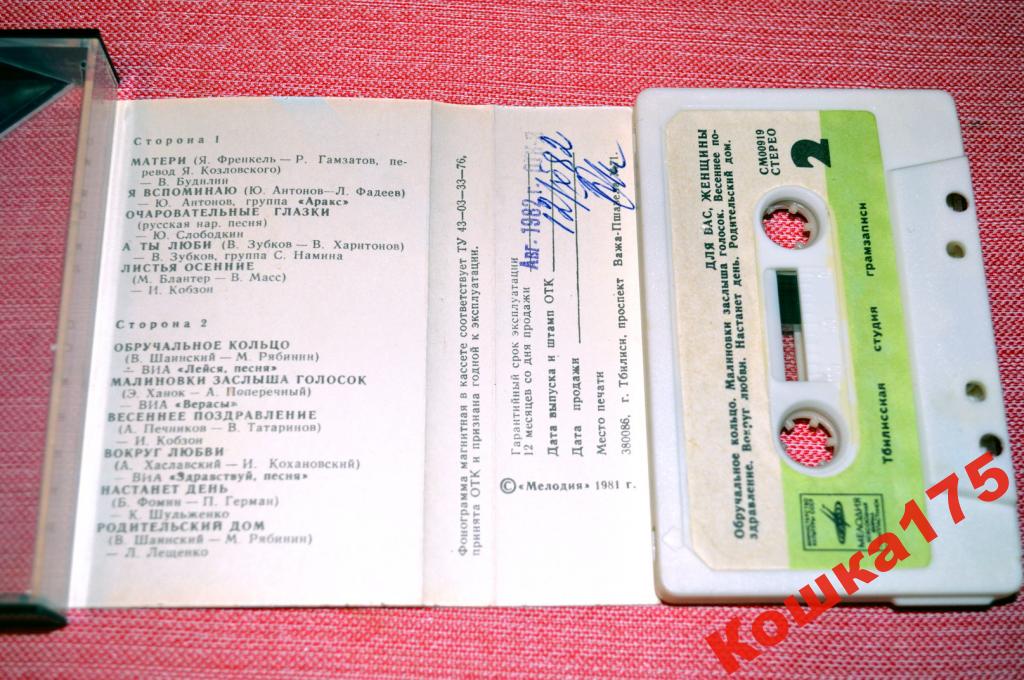 Сторона 1
МАТЕРИ (Я. Френкель — Р. Гамзатов, пе-
ревод Я. Козловского)
— В. Будилин
Я ВСПОМИНАЮ (Ю. Антонов—Л. Фадеев)
— Ю. Антонов, группа «Аракс»
ОЧАРОВАТЕЛЬНЫЕ ГЛАЗКИ
(русская нар. песня)
— Ю. Слободкин
А ТЫ ЛЮБИ (В. Зубков — В. Харитонов)
— В. Зубков, группа С. Намина
ЛИСТЬЯ ОСЕННИЕ
(М. Блантер — В. Масс)
— И. Кобзон
Сторона 2
ОБРУЧАЛЬНОЕ КОЛЬЦО
(В. Шаинский — М. Рябинин)
— ВИА «Лейся, песня»
МАЛИНОВКИ ЗАСЛЫША ГОЛОСОК
(Э. Ханок — А. Поперечный)
— ВИА «Верасы»
ВЕСЕННЕЕ ПОЗДРАВЛЕНИЕ
(А. Печников — В. Татаринов)
— И. Кобзон
ВОКРУГ ЛЮБВИ
(А. Хаславский — И. Кохановский)
— ВИА «Здравствуй, песня»
НАСТАНЕТ ДЕНЬ
(Б. Фомин — П. Герман)
— К. Шульженко
РОДИТЕЛЬСКИЙ ДОМ
(В. Шаинский — М. Рябинин)
— Л. Лещенко
Фонограмма магнитная в кассете соответствует ТУ 43—03—33—76,
принята ОТК и признана годной к эксплуатации.
Гарантийный срок эксплуатации
12 месяцев со дня продажи
Авг. 1982
Дата выпуска и штамп ОТК
Дата продажи
Место печати
380086, г. Тбилиси, проспект Важа-Пшавела
©«Мелодия» 1981 г.
ДЛЯ ВАС, ЖЕНЩИНЫ
Обручальное кольцо. Малиновки заслыша голосок. Весеннее по-
здравление. Вокруг любви. Настанет день. Родительский дом.
СМ00919
СТЕРЕО
2
Тбилисская студия грамзаписи
МЕЛОДИЯ
Кошка175